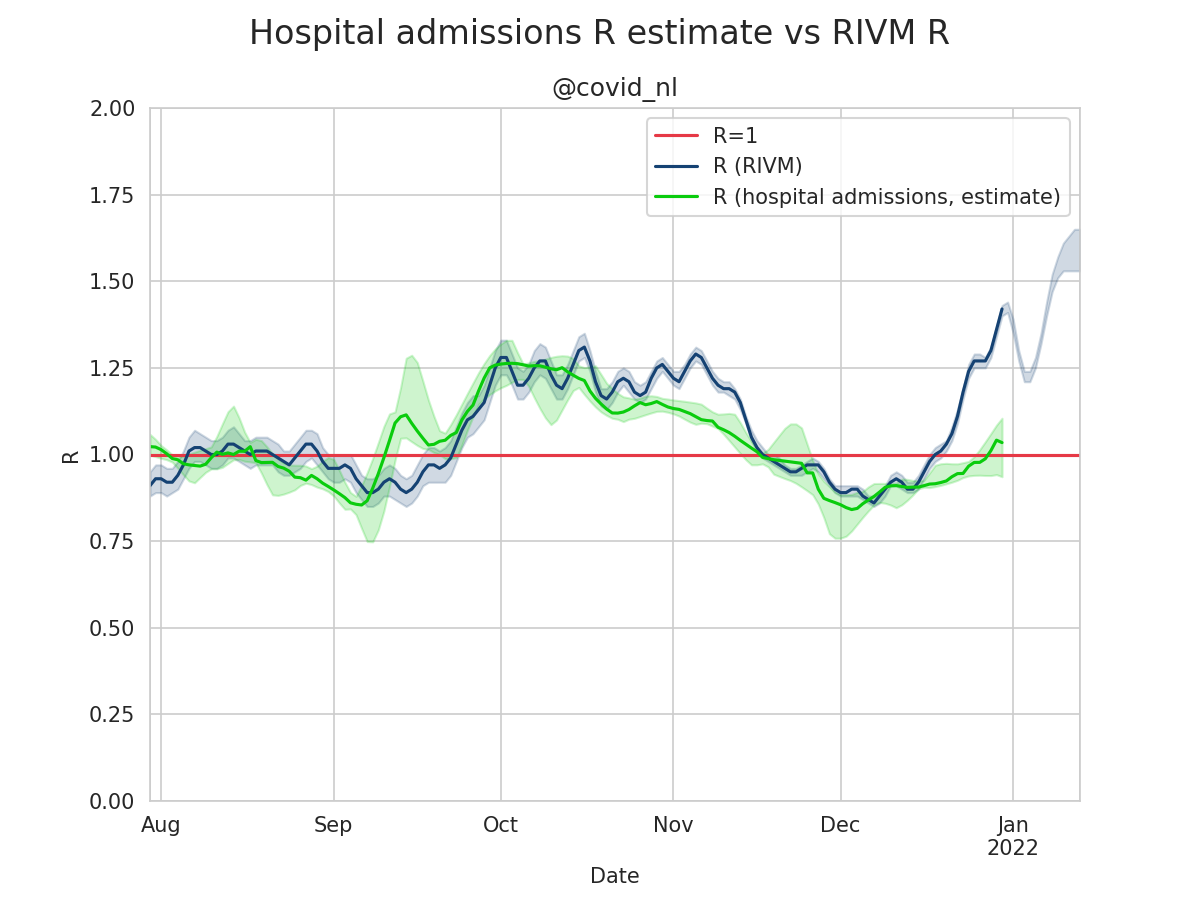 Hospital admissions R estimate vs RIVM R
@covid_nl
R=1
R (RIVM)
R (hospital admissions, estimate)
2.00
1.75
1.50
1.25
1.00
0.75
0.50
0.25
0.00
R
Aug Sep Oct Nov Dec Jan
2022
Date